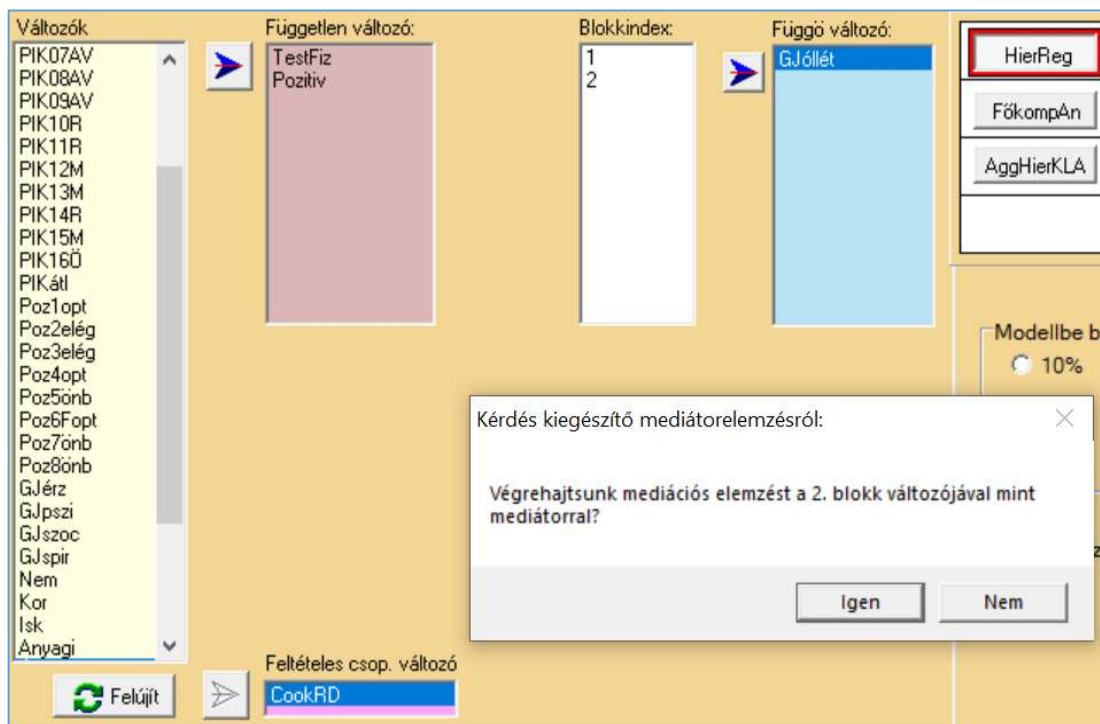 Változók
PIK07AV
PIK08AV
PIK09AV
PIK10R
PIK11R
PIK12M
PIK13M
PIK14R
PIK15M
PIK16Ö
PIKátl
Poz1opt
Poz2elég
Poz3elég
Poz4opt
Poz5önb
Poz6Fopt
Poz7önb
Poz8önb
GJérz
GJpszi
GJszoc
GJspir
Nem
Kor
Isk
Anyagi
Felújít
Független változó:
TestFiz
Pozitiv
Blokkindex:
1
2
Függö változó:
GJóllét
HierReg
FőkompAn
AggHierKLA
Modellbe b
10%
Kérdés kiegészítő mediátorelemzésról:
Végrehajtsunk mediációs elemzést a 2. blokk változójával mint
mediátorral?
Igen
Nem
Feltételes csop. változó
CookRD